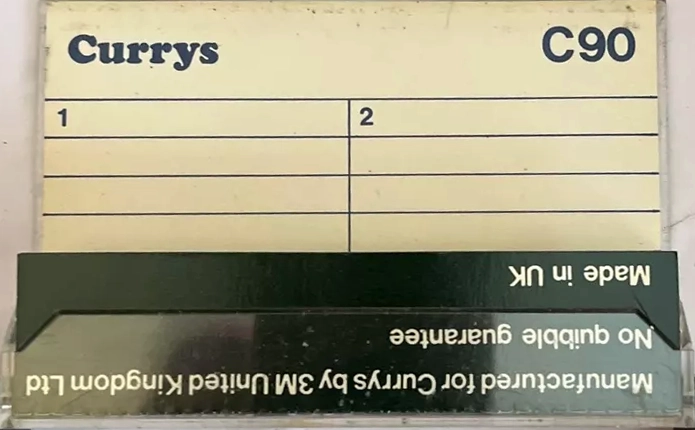 Currys C90
1 2
Manufactured for Currys by 3M United Kingdom Ltd
No quibble guarantee
Made in UK